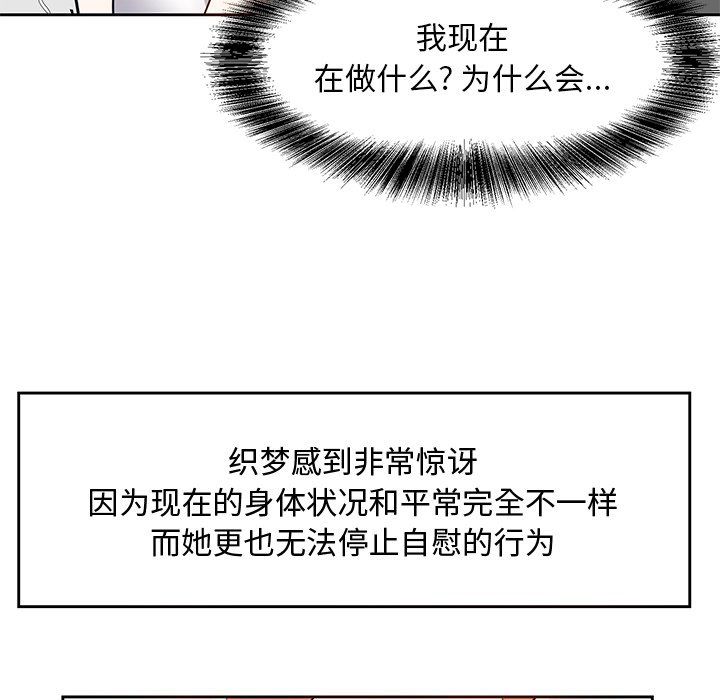 我现在
在做什么? 为什么会...
织梦感到非常惊讶
因为现在的身体状况和平常完全不一样
而她更也无法停止自慰的行为